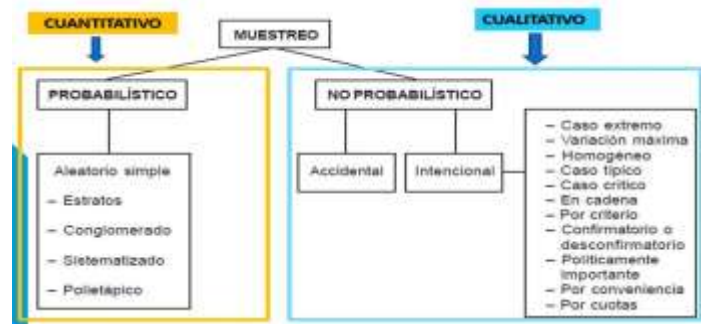 CUANTITATIVO
CUALITATIVO
MUESTREO
PROBABILÍSTICO
NO PROBABILÍSTICO
Aleatorio simple
– Estratos
– Conglomerado
– Sistematizado
– Polietápico
Accidental
Intencional
– Caso extremo
– Variación máxima
– Homogéneo
– Caso típico
– Caso crítico
– En cadena
– Por criterio
– Confirmatorio o
desconfirmatorio
– Políticamente
importante
– Por conveniencia
– Por cuotas